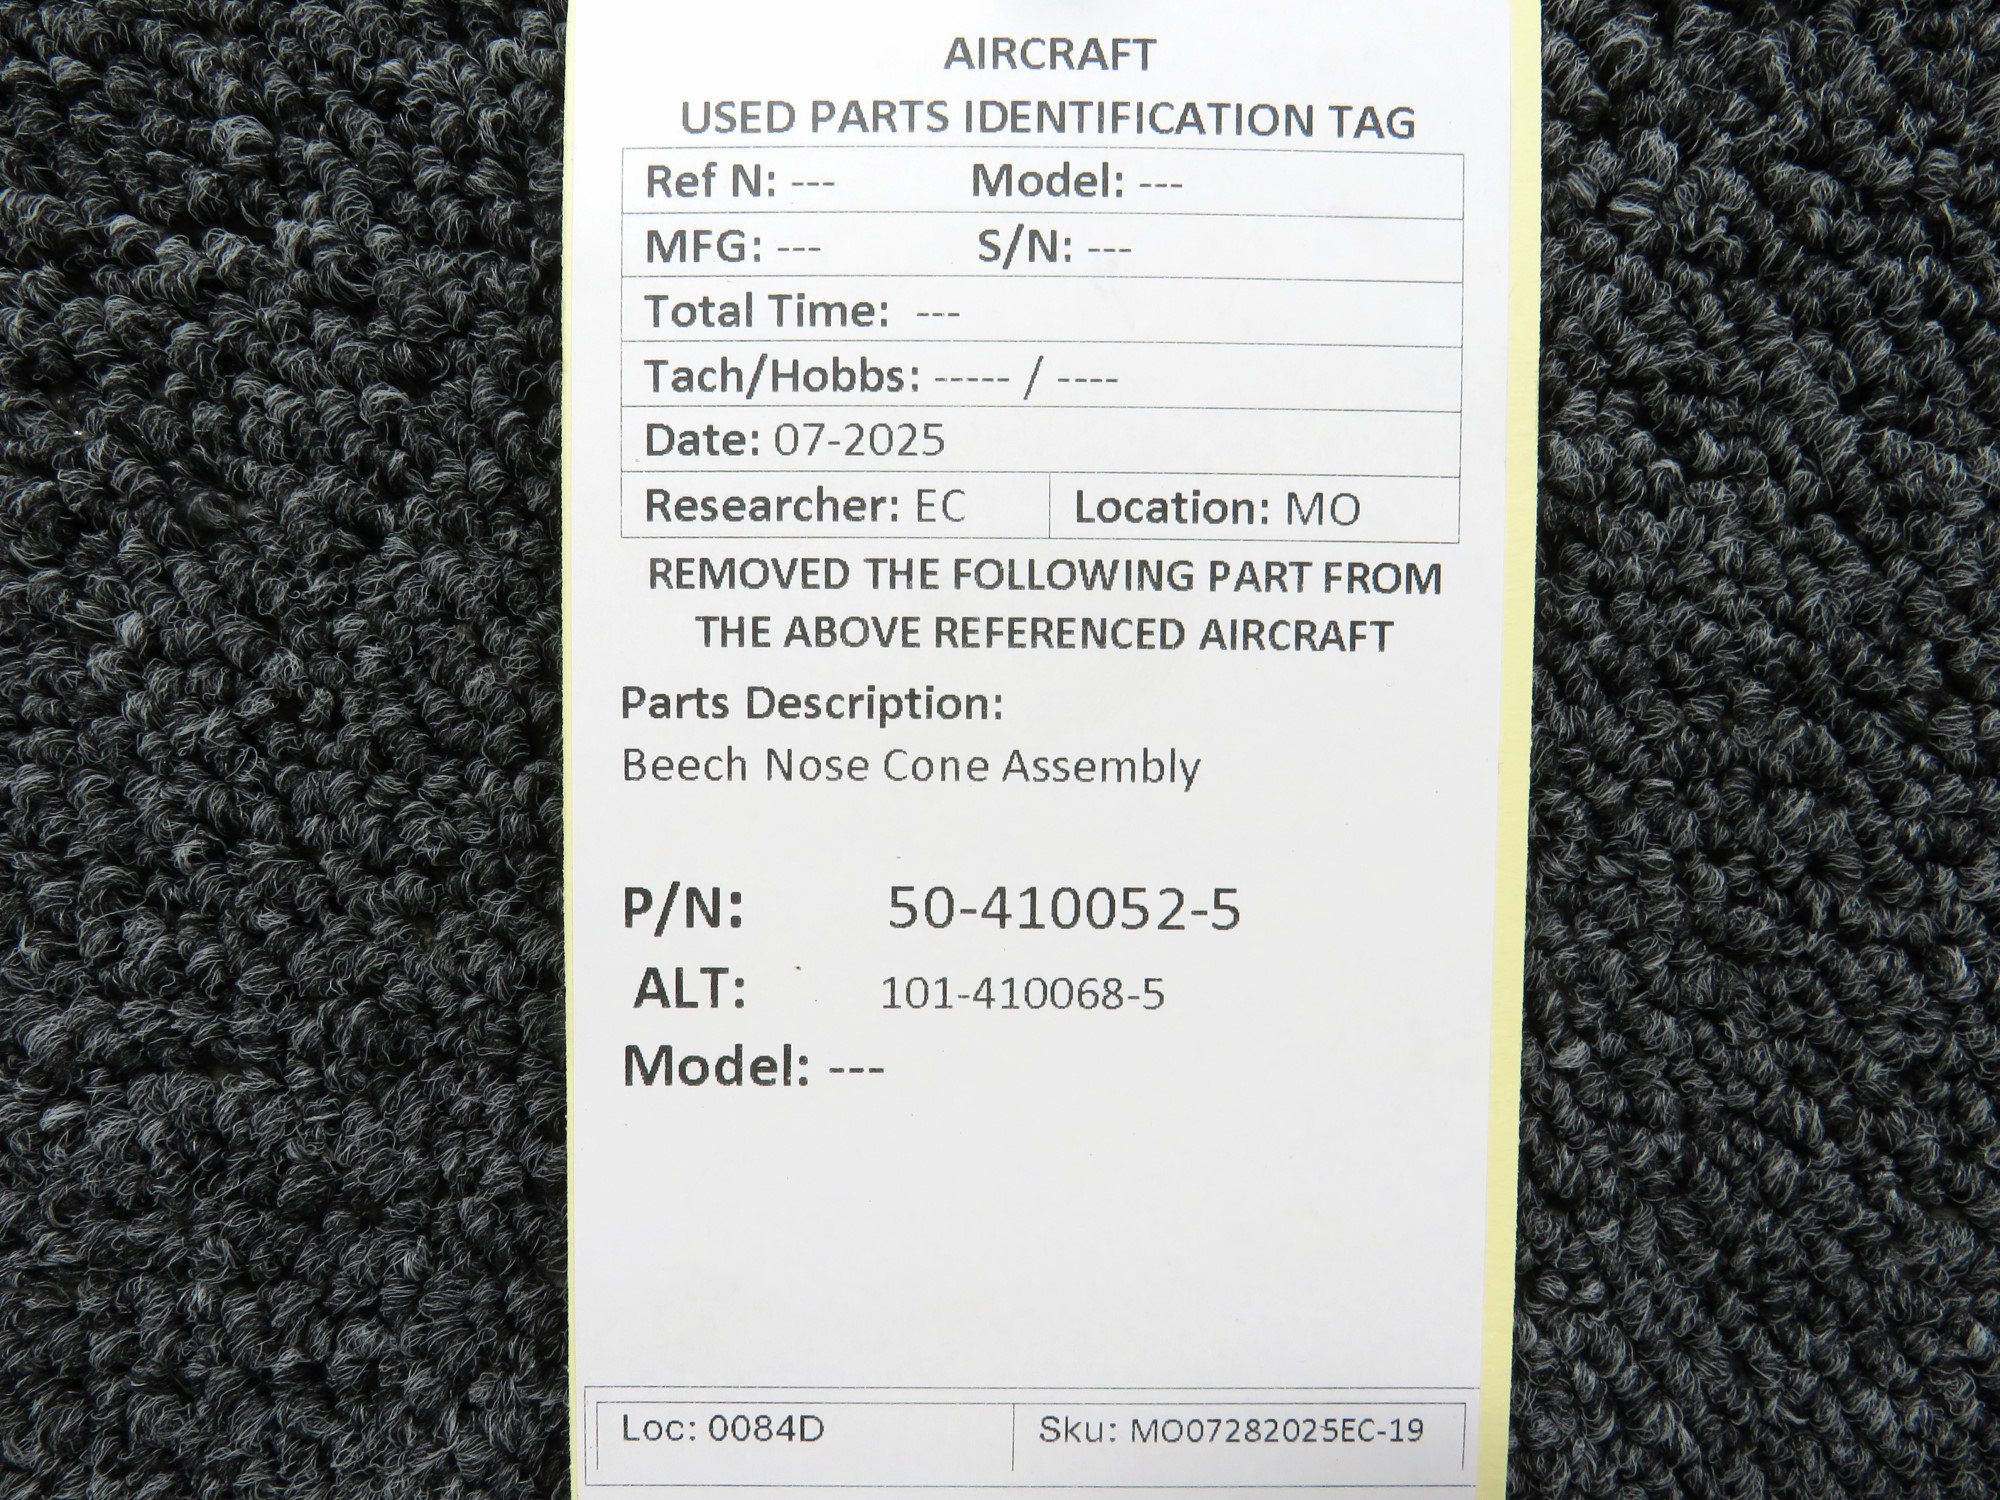 AIRCRAFT
USED PARTS IDENTIFICATION TAG
Ref N: --- Model: ---
MFG: --- S/N: ---
Total Time: ---
Tach/Hobbs: ----- / ----
Date: 07-2025
Researcher: EC Location: MO
REMOVED THE FOLLOWING PART FROM
THE ABOVE REFERENCED AIRCRAFT
Parts Description:
Beech Nose Cone Assembly
P/N: 50-410052-5
ALT: 101-410068-5
Model: ---
Loc: 0084D Sku: MO07282025EC-19